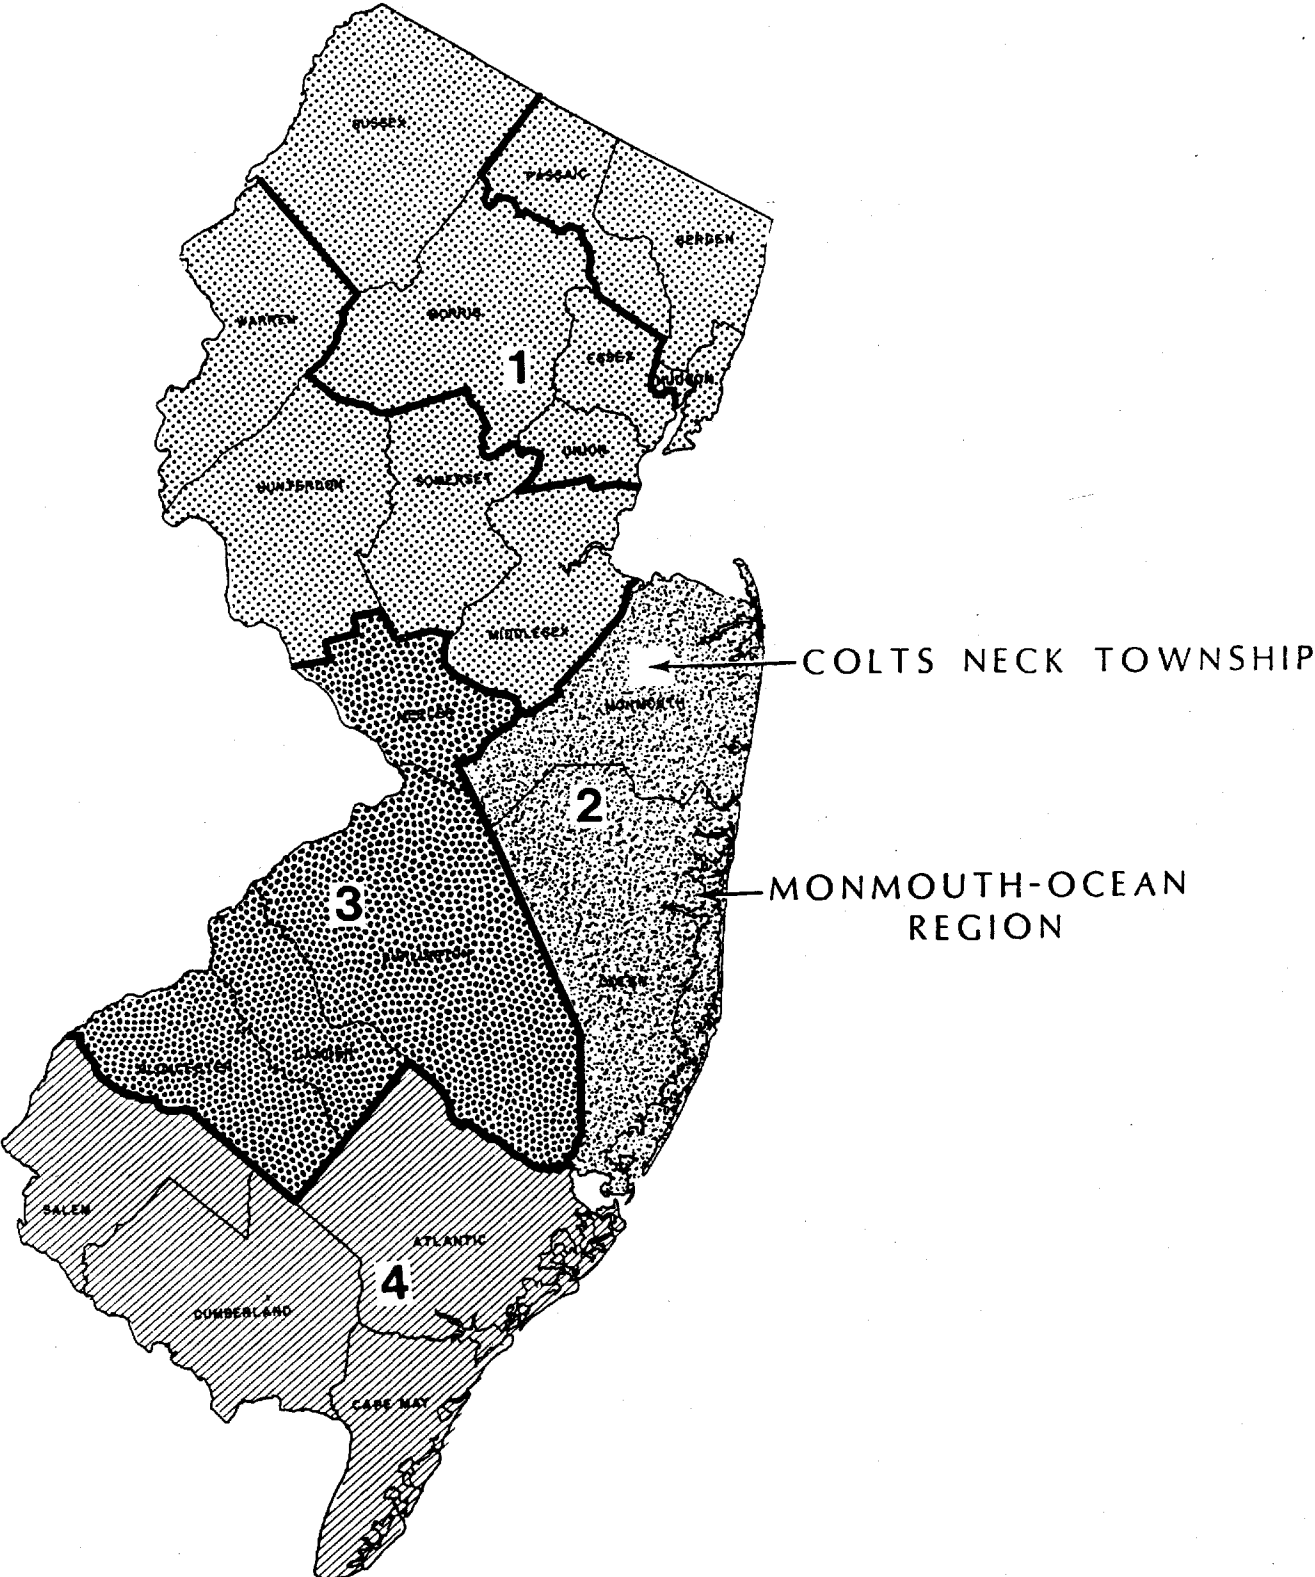 SUSSEX
PASSAIC
BERGEN
WARREN
MORRIS
1
ESSEX
HUDSON
UNION
HUNTERDON
SOMERSET
MIDDLESEX
COLTS NECK TOWNSHIP
MONMOUTH
MERCER
2
3
MONMOUTH-OCEAN
REGION
BURLINGTON
OCEAN
CAMDEN
GLOUCESTER
SALEM
ATLANTIC
4
CUMBERLAND
CAPE MAY